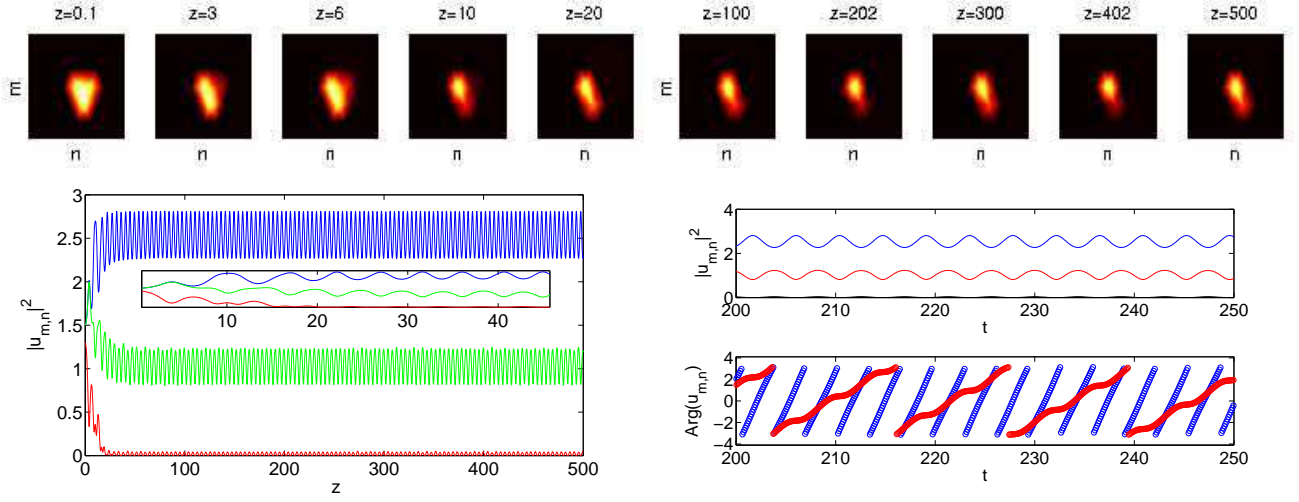 z=0.1 z=3 z=6 z=10 z=20 z=100 z=202 z=300 z=402 z=500
m m
n n n n n n n n n n
3
2.5
2
1.5
1
0.5
0
|u_{m,n}|^2
10 20 30 40
0 100 200 300 400 500
z
4
2
0
|u_{m,n}|^2
200 210 220 230 240 250
t
4
2
0
−2
−4
Arg(u_{m,n})
200 210 220 230 240 250
t